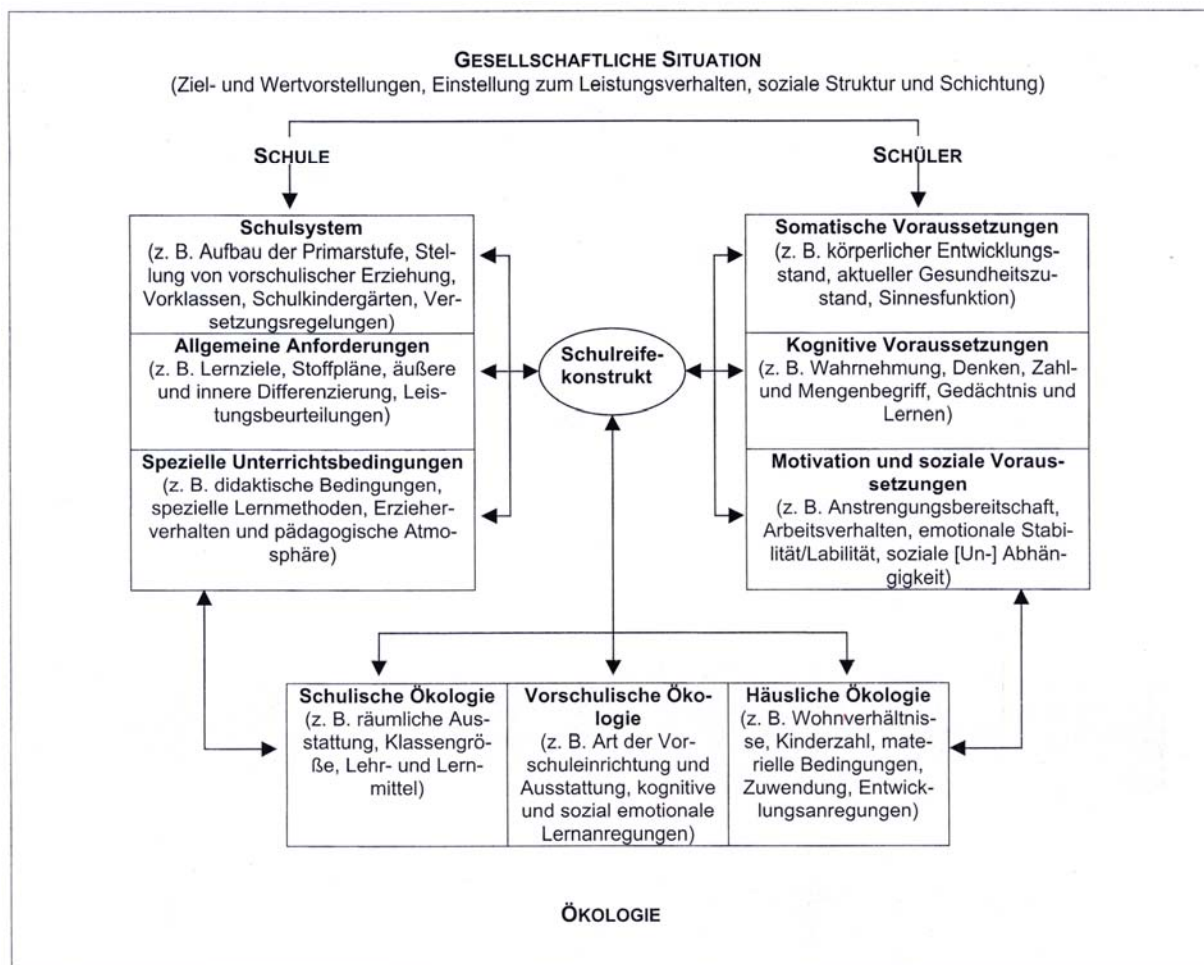 GESELLSCHAFTLICHE SITUATION
(Ziel- und Wertvorstellungen, Einstellung zum Leistungsverhalten, soziale Struktur und Schichtung)
SCHULE
SCHÜLER
Schulsystem
(z. B. Aufbau der Primarstufe, Stel-
lung von vorschulischer Erziehung,
Vorklassen, Schulkindergärten, Ver-
setzungsregelungen)
Allgemeine Anforderungen
(z. B. Lernziele, Stoffpläne, äußere
und innere Differenzierung, Leis-
tungsbeurteilungen)
Spezielle Unterrichtsbedingungen
(z. B. didaktische Bedingungen,
spezielle Lernmethoden, Erzieher-
verhalten und pädagogische Atmo-
sphäre)
Schulreife-
konstrukt
Somatische Voraussetzungen
(z. B. körperlicher Entwicklungs-
stand, aktueller Gesundheitszu-
stand, Sinnesfunktion)
Kognitive Voraussetzungen
(z. B. Wahrnehmung, Denken, Zahl-
und Mengenbegriff, Gedächtnis und
Lernen)
Motivation und soziale Voraus-
setzungen
(z. B. Anstrengungsbereitschaft,
Arbeitsverhalten, emotionale Stabi-
lität/Labilität, soziale [Un-] Abhän-
gigkeit)
Schulische Ökologie
(z. B. räumliche Aus-
stattung, Klassengrö-
ße, Lehr- und Lern-
mittel)
Vorschulische Öko-
logie
(z. B. Art der Vor-
schuleinrichtung und
Ausstattung, kognitive
und sozial emotionale
Lernanregungen)
Häusliche Ökologie
(z. B. Wohnverhältnis-
se, Kinderzahl, mate-
rielle Bedingungen,
Zuwendung, Entwick-
lungsanregungen)
ÖKOLOGIE